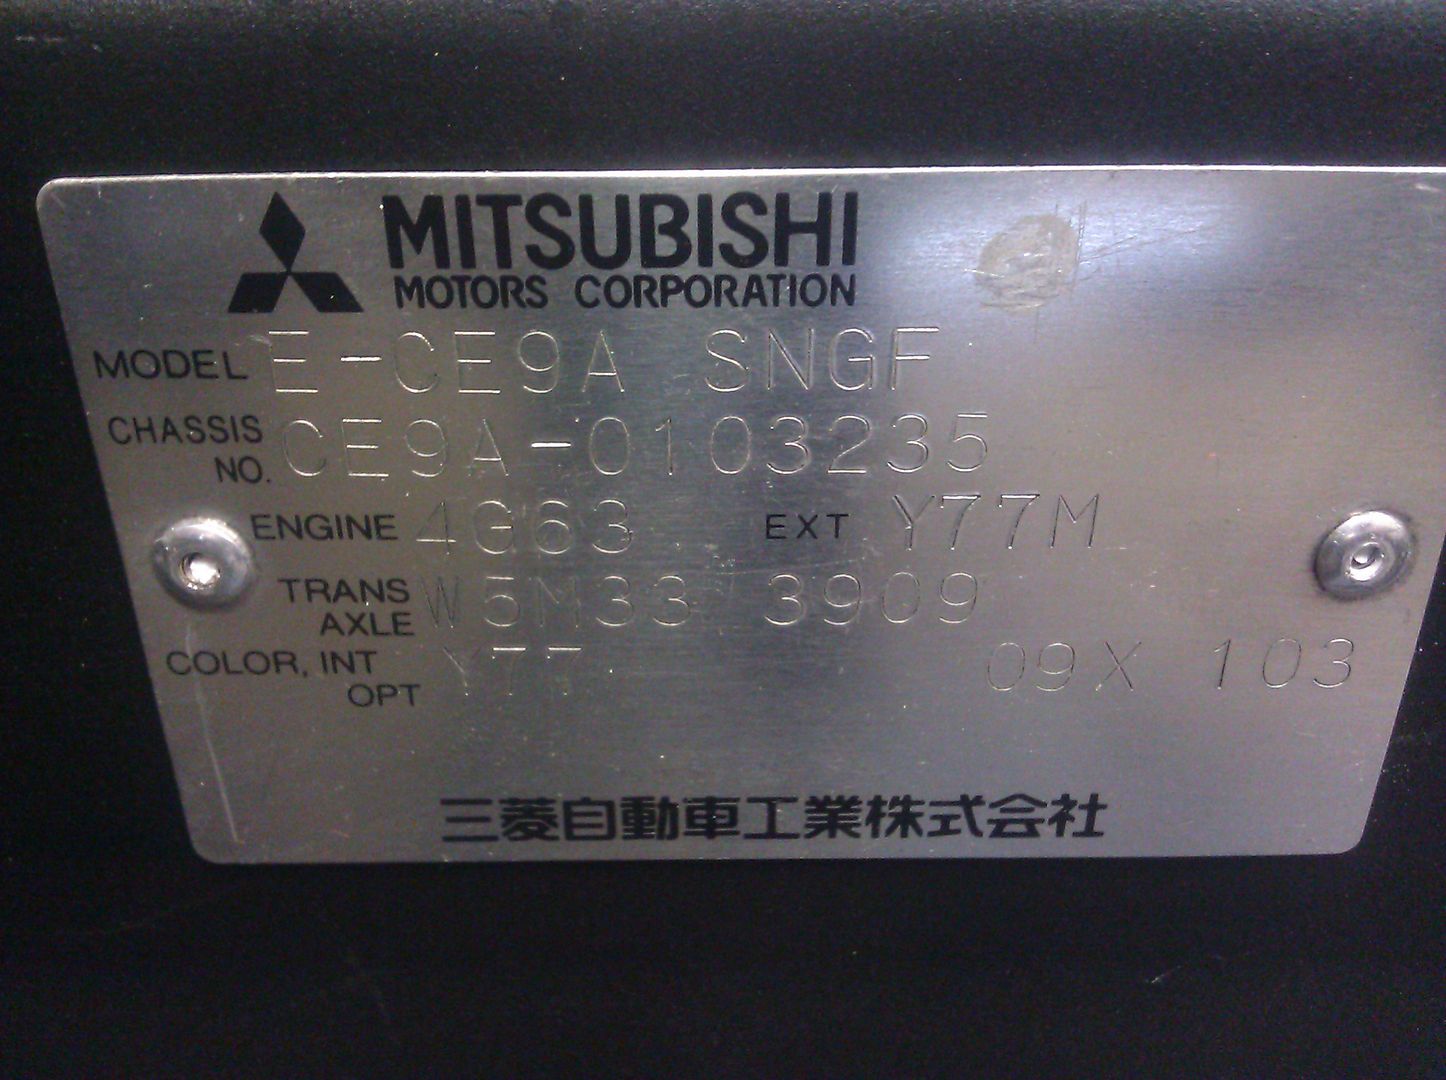 MITSUBISHI
MOTORS CORPORATION
MODEL E-CE9A SNGF
CHASSIS NO. CE9A-0103235
ENGINE 4G63 EXT Y77M
TRANS AXLE W5M33 3909
COLOR, INT OPT Y77 09X 103
三菱自動車工業株式会社